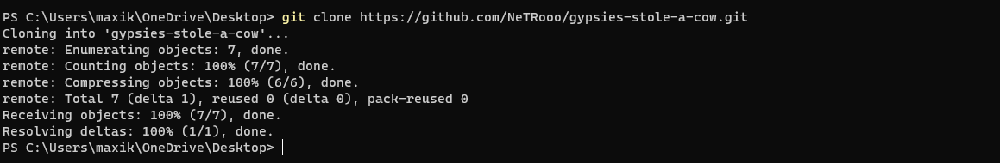 PS C:\Users\maxik\OneDrive\Desktop> git clone https://github.com/NeTRooo/gypsies-stole-a-cow.git
Cloning into 'gypsies-stole-a-cow'...
remote: Enumerating objects: 7, done.
remote: Counting objects: 100% (7/7), done.
remote: Compressing objects: 100% (6/6), done.
remote: Total 7 (delta 1), reused 0 (delta 0), pack-reused 0
Receiving objects: 100% (7/7), done.
Resolving deltas: 100% (1/1), done.
PS C:\Users\maxik\OneDrive\Desktop>